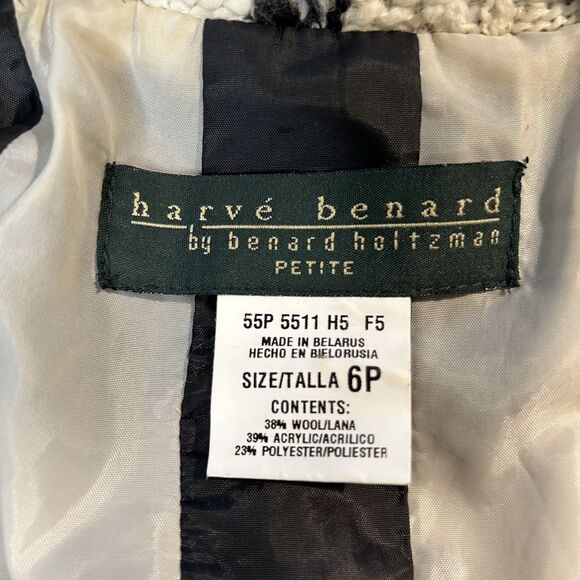 harvé benard
by benard holtzman
PETITE
55P 5511 H5 F5
MADE IN BELARUS
HECHO EN BIELORUSIA
SIZE/TALLA 6P
CONTENTS:
38% WOOL/LANA
39% ACRYLIC/ACRILICO
23% POLYESTER/POLIESTER